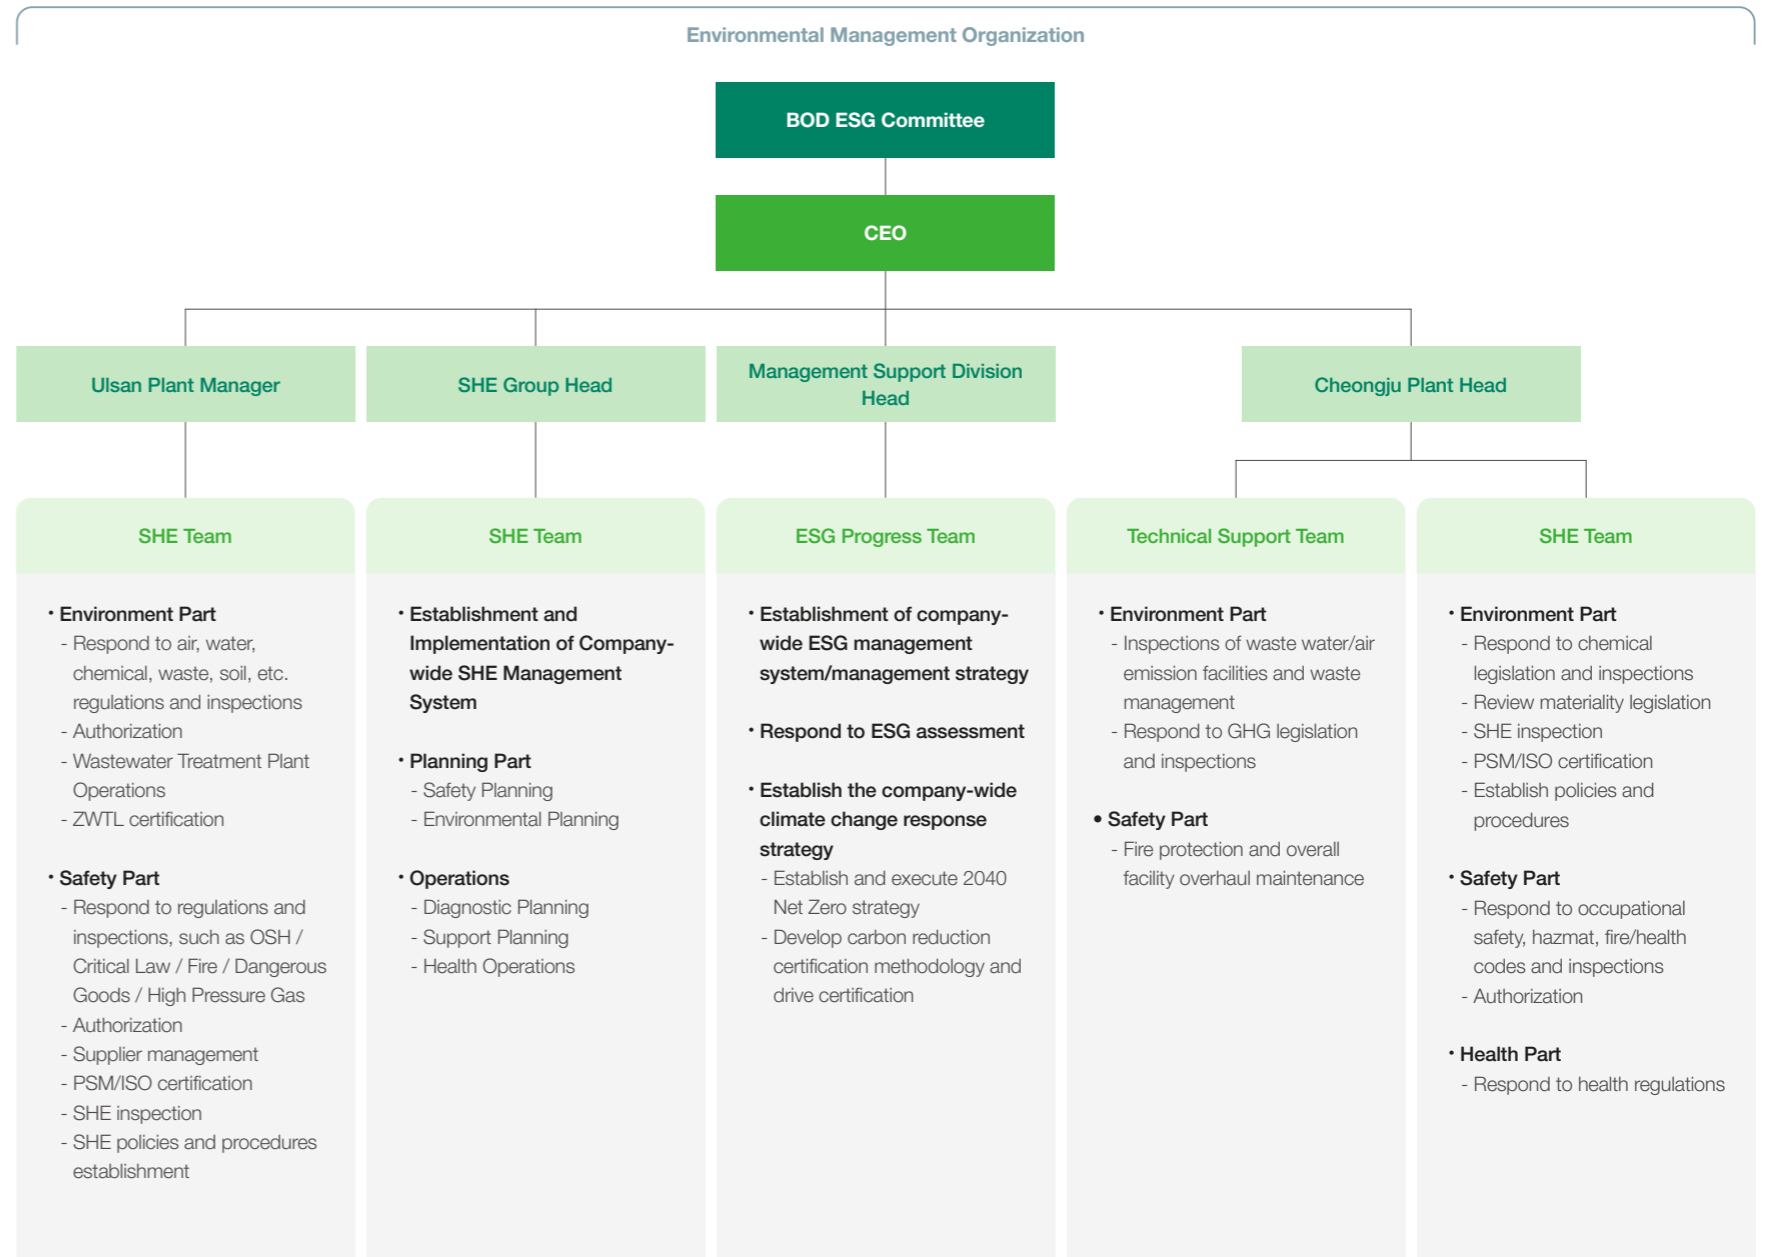 Environmental Management Organization
BOD ESG Committee
CEO
Ulsan Plant Manager
SHE Group Head
Management Support Division
Head
Cheongju Plant Head
SHE Team
· Environment Part
- Respond to air, water,
chemical, waste, soil, etc.
regulations and inspections
- Authorization
- Wastewater Treatment Plant
Operations
- ZWTL certification
· Safety Part
- Respond to regulations and
inspections, such as OSH /
Critical Law / Fire / Dangerous
Goods / High Pressure Gas
- Authorization
- Supplier management
- PSM/ISO certification
- SHE inspection
- SHE policies and procedures
establishment
SHE Team
· Establishment and
Implementation of Company-
wide SHE Management
System
· Planning Part
- Safety Planning
- Environmental Planning
· Operations
- Diagnostic Planning
- Support Planning
- Health Operations
ESG Progress Team
· Establishment of company-
wide ESG management
system/management strategy
· Respond to ESG assessment
· Establish the company-wide
climate change response
strategy
- Establish and execute 2040
Net Zero strategy
- Develop carbon reduction
certification methodology and
drive certification
Technical Support Team
· Environment Part
- Inspections of waste water/air
emission facilities and waste
management
- Respond to GHG legislation
and inspections
• Safety Part
- Fire protection and overall
facility overhaul maintenance
SHE Team
· Environment Part
- Respond to chemical
legislation and inspections
- Review materiality legislation
- SHE inspection
- PSM/ISO certification
- Establish policies and
procedures
· Safety Part
- Respond to occupational
safety, hazmat, fire/health
codes and inspections
- Authorization
· Health Part
- Respond to health regulations